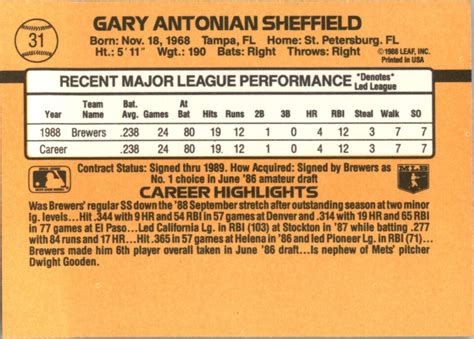 31
GARY ANTONIAN SHEFFIELD
Born: Nov. 18, 1968 Tampa, FL Home: St. Petersburg, FL
Ht.: 5' 11" Wgt.: 190 Bats: Right Throws: Right
©1988 LEAF, INC.
Printed in USA
RECENT MAJOR LEAGUE PERFORMANCE *Denotes* Led League
Year Team Name Bat. Avg. Games At Bat Hits Runs 2B 3B HR RBI Steal Walk SO
1988 Brewers .238 24 80 19 12 1 0 4 12 3 7 7
Career .238 24 80 19 12 1 0 4 12 3 7 7
Contract Status: Signed thru 1989. How Acquired: Signed by Brewers as
No. 1 choice in June '86 amateur draft
MLB
CAREER HIGHLIGHTS
Was Brewers' regular SS down the '88 September stretch after outstanding season at two minor
lg. levels...Hit .344 with 9 HR and 54 RBI in 57 games at Denver and .314 with 19 HR and 65 RBI
in 77 games at El Paso...Led California Lg. in RBI (103) at Stockton in '87 while batting .277
with 84 runs and 17 HR...Hit .365 in 57 games at Helena in '86 and led Pioneer Lg. in RBI (71)...
Brewers made him 6th player overall taken in June '86 draft...Is nephew of Mets' pitcher
Dwight Gooden.